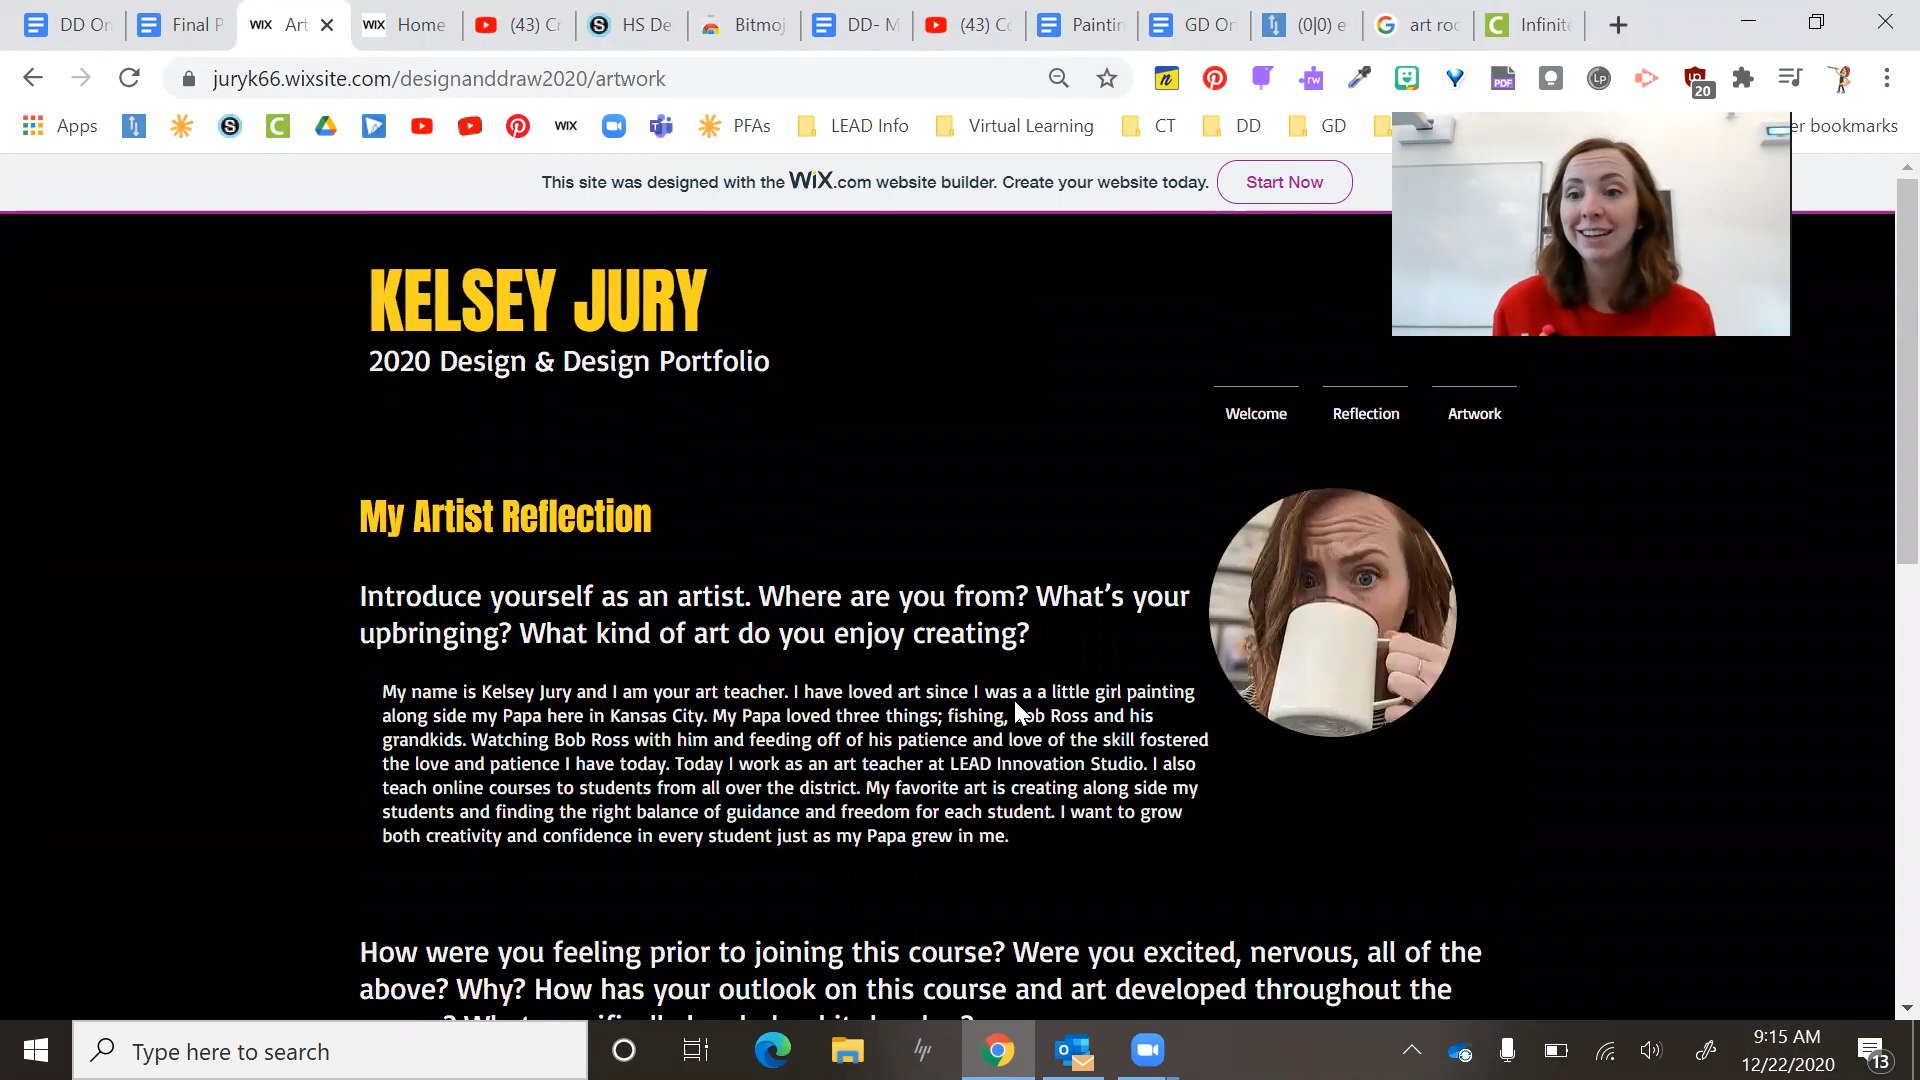 DD On
Final P
WIX Art
WIX Home
(43) Cr
HS De
Bitmoj
DD- M
(43) Cc
Paintin
GD On
(0|0) e
art roc
Infinite
juryk66.wixsite.com/designanddraw2020/artwork
20
Apps
WIX
PFAs
LEAD Info
Virtual Learning
CT
DD
GD
er bookmarks
This site was designed with the WiX.com website builder. Create your website today.
Start Now
KELSEY JURY
2020 Design & Design Portfolio
Welcome
Reflection
Artwork
My Artist Reflection
Introduce yourself as an artist. Where are you from? What's your
upbringing? What kind of art do you enjoy creating?
My name is Kelsey Jury and I am your art teacher. I have loved art since I was a a little girl painting
along side my Papa here in Kansas City. My Papa loved three things; fishing, Bob Ross and his
grandkids. Watching Bob Ross with him and feeding off of his patience and love of the skill fostered
the love and patience I have today. Today I work as an art teacher at LEAD Innovation Studio. I also
teach online courses to students from all over the district. My favorite art is creating along side my
students and finding the right balance of guidance and freedom for each student. I want to grow
both creativity and confidence in every student just as my Papa grew in me.
How were you feeling prior to joining this course? Were you excited, nervous, all of the
above? Why? How has your outlook on this course and art developed throughout the
Type here to search
hp
9:15 AM
12/22/2020
13